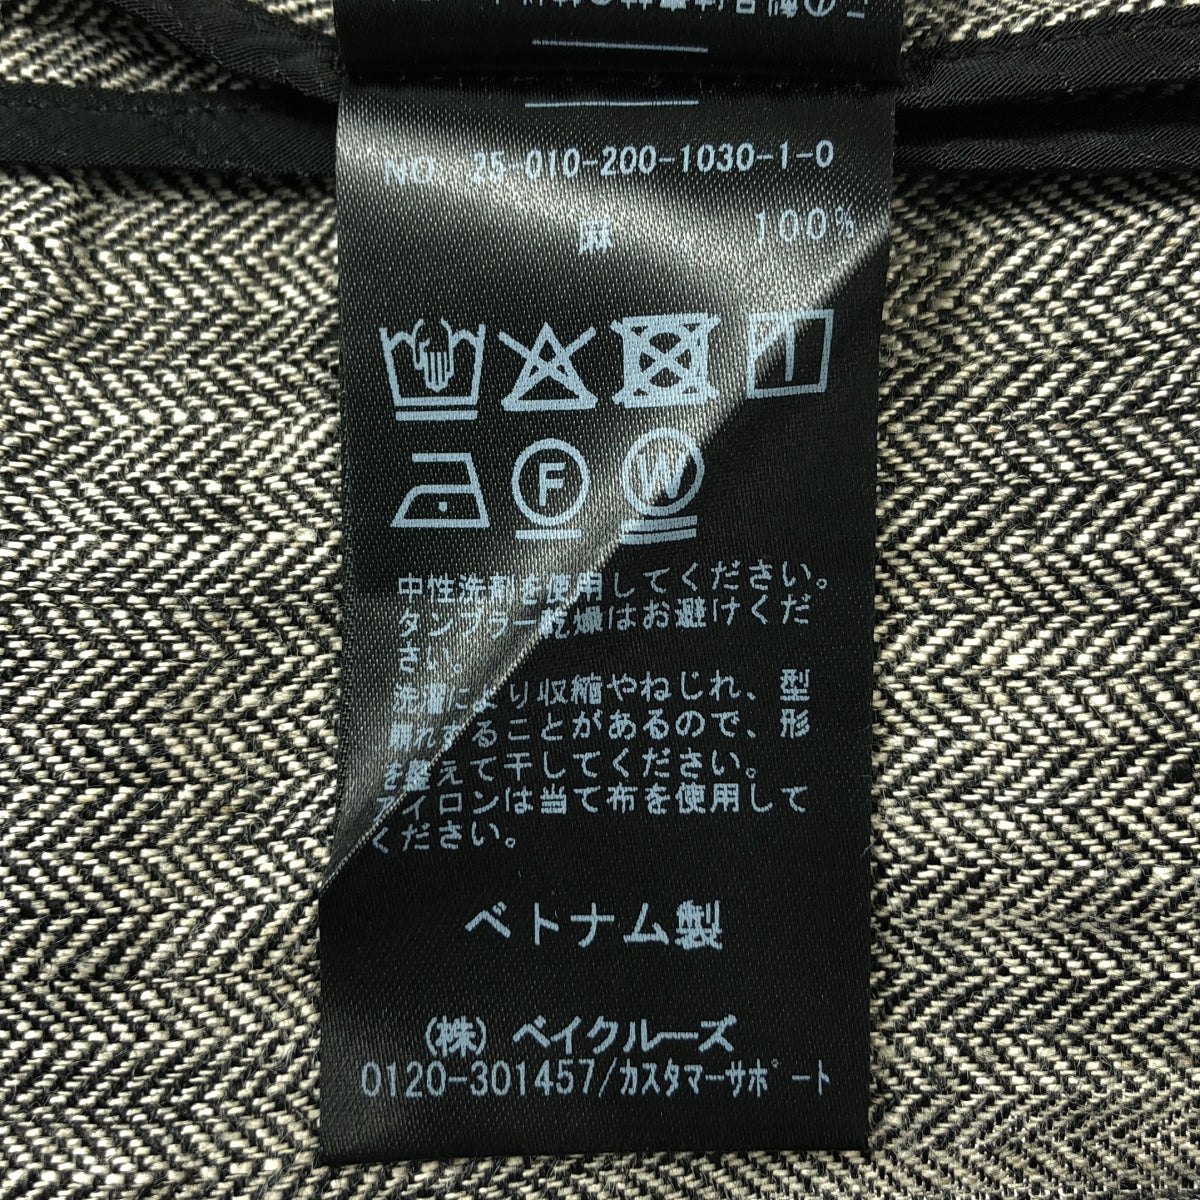 NO 25-010-200-1030-1-0
麻 100%
F W
中性洗剤を使用してください。
タンブラー乾燥はお避けくだ
さい。
洗濯により収縮やねじれ、型
崩れすることがあるので、形
を整えて干してください。
アイロンは当て布を使用して
ください。
ベトナム製
(株) ベイクルーズ
0120-301457/カスタマーサポート